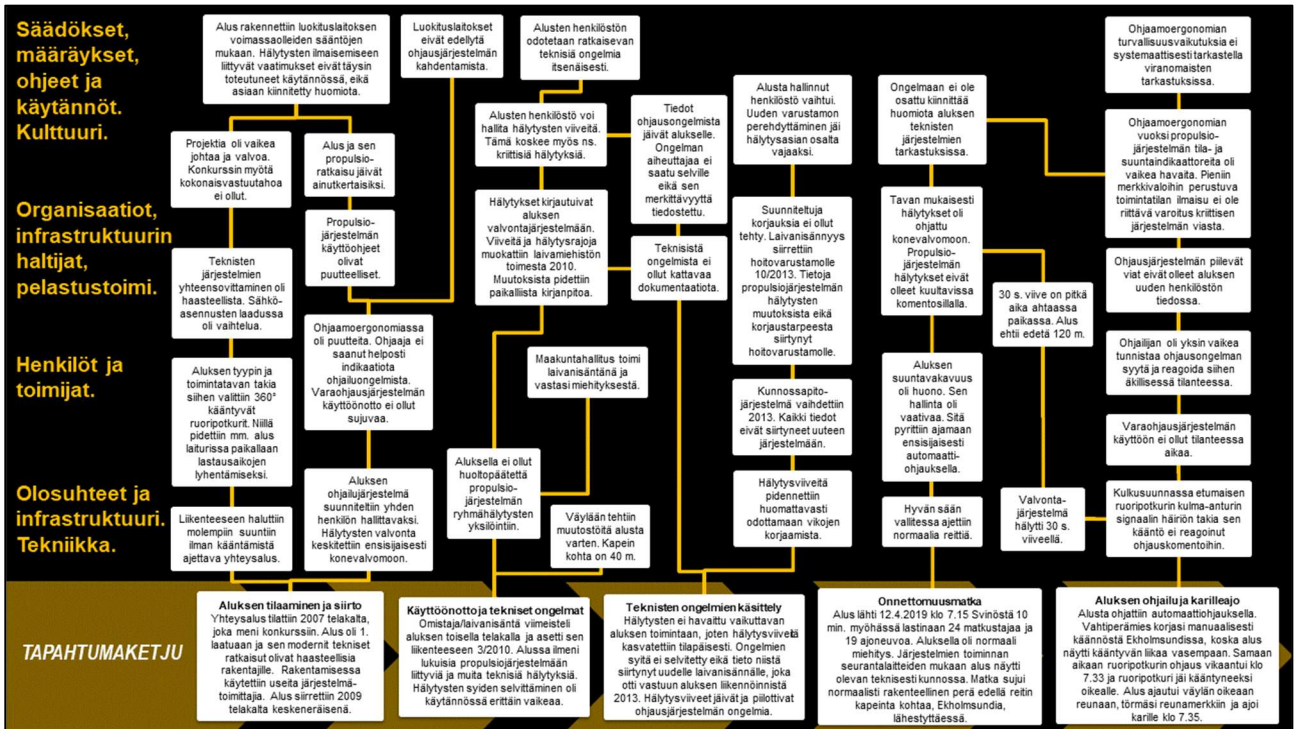 Säädökset,
määräykset,
ohjeet ja
käytännöt.
Kulttuuri.
Organisaatiot,
infrastruktuurin
haltijat,
pelastustoimi.
Henkilöt ja
toimijat.
Olosuhteet ja
infrastruktuuri.
Tekniikka.
Alus rakennettiin luokituslaitoksen
voimassaolleiden sääntöjen
mukaan. Hälytysten ilmaisemiseen
liittyvät vaatimukset eivät täysin
toteutuneet käytännössä, eikä
asiaan kiinnitetty huomiota.
Projektia oli vaikea
johtaa ja valvoa.
Konkurssin myötä
kokonaisvastuutahoa
ei ollut.
Teknisten
järjestelmien
yhteensovittaminen oli
haasteellista. Sähkö-
asennusten laadussa
oli vaihtelua.
Aluksen tyypin ja
toimintatavan takia
siihen valittiin 360°
kääntyvät
ruoripotkurit. Niillä
pidettiin mm. alus
laiturissa paikallaan
lastausaikojen
lyhentämiseksi.
Liikenteeseen haluttiin
molempiin suuntiin
ilman kääntämistä
ajettava yhteysalus.
Alus ja sen
propulsio-
ratkaisu jäivät
ainutkertaisiksi.
Propulsio-
järjestelmän
käyttöohjeet
olivat
puutteelliset.
Ohjaamoergonomiassa
oli puutteita. Ohjaaja ei
saanut helposti
indikaatiota
ohjailuongelmista.
Varaohjausjärjestelmän
käyttöönotto ei ollut
sujuvaa.
Aluksen
ohjailujärjestelmä
suunniteltiin yhden
henkilön hallittavaksi.
Hälytysten valvonta
keskitettiin ensisijaisesti
konevalvomoon.
Luokituslaitokset
eivät edellytä
ohjausjärjestelmän
kahdentamista.
Alusten henkilöstön
odotetaan ratkaisevan
teknisiä ongelmia
itsenäisesti.
Alusten henkilöstö voi
hallita hälytysten viiveitä.
Tämä koskee myös ns.
kriittisiä hälytyksiä.
Hälytykset kirjautuivat
aluksen
valvontajärjestelmään.
Viiveitä ja hälytysrajoja
muokattiin laivamiehistön
toimesta 2010.
Muutoksista pidettiin
paikallista kirjanpitoa.
Maakuntahallitus toimi
laivanisäntänä ja
vastasi miehityksestä.
Aluksella ei ollut
huoltopäätettä
propulsio-
järjestelmän
ryhmähälytysten
yksilöintiin.
Väylään tehtiin
muutostöitä alusta
varten. Kapein
kohta on 40 m.
Tiedot
ohjausongelmista
jäivät alukselle.
Ongelman
aiheuttajaa ei
saatu selville
eikä sen
merkittävyyttä
tiedostettu.
Teknisistä
ongelmista ei
ollut kattavaa
dokumentaatiota.
Alusta hallinnut
henkilöstö vaihtui.
Uuden varustamon
perehdyttäminen jäi
hälytysasian osalta
vajaaksi.
Suunniteltuja
korjauksia ei ollut
tehty. Laivanisännyys
siirrettiin
hoitovarustamolle
10/2013. Tietoja
propulsiojärjestelmän
hälytysten
muutoksista eikä
korjaustarpeesta
siirtynyt
hoitovarustamolle.
Kunnossapito-
järjestelmä vaihdettiin
2013. Kaikki tiedot
eivät siirtyneet uuteen
järjestelmään.
Hälytysviiveitä
pidennettiin
huomattavasti
odottamaan vikojen
korjaamista.
Ongelmaan ei ole
osattu kiinnittää
huomiota aluksen
teknisten
järjestelmien
tarkastuksissa.
Tavan mukaisesti
hälytykset oli
ohjattu
konevalvomoon.
Propulsio-
järjestelmän
hälytykset eivät
olleet kuultavissa
komentosillalla.
Aluksen
suuntavakavuus
oli huono. Sen
hallinta oli
vaativaa. Sitä
pyrittiin ajamaan
ensisijaisesti
automaatti-
ohjauksella.
Hyvän sään
vallitessa ajettiin
normaalia reittiä.
30 s. viive on pitkä
aika ahtaassa
paikassa. Alus
ehtii edetä 120 m.
Valvonta-
järjestelmä
hälytti 30 s.
viiveellä.
Ohjaamoergonomian
turvallisuusvaikutuksia ei
systemaattisesti tarkastella
viranomaisten
tarkastuksissa.
Ohjaamoergonomian
vuoksi propulsio-
järjestelmän tila- ja
suuntaindikaattoreita oli
vaikea havaita. Pieniin
merkkivaloihin perustuva
toimintatilan ilmaisu ei ole
riittävä varoitus kriittisen
järjestelmän viasta.
Ohjausjärjestelmän piilevät
viat eivät olleet aluksen
uuden henkilöstön
tiedossa.
Ohjailijan oli yksin vaikea
tunnistaa ohjausongelman
syytä ja reagoida siihen
äkillisessä tilanteessa.
Varaohjausjärjestelmän
käyttöön ei ollut tilanteessa
aikaa.
Kulkusuunnassa etumaisen
ruoripotkurin kulma-anturin
signaalin häiriön takia sen
kääntö ei reagoinut
ohjauskomentoihin.
TAPAHTUMAKETJU
Aluksen tilaaminen ja siirto
Yhteysalus tilattiin 2007 telakalta,
joka meni konkurssiin. Alus oli 1.
laatuaan ja sen modernit tekniset
ratkaisut olivat haasteellisia
rakentajille. Rakentamisessa
käytettiin useita järjestelmä-
toimittajia. Alus siirrettiin 2009
telakalta keskeneräisenä.
Käyttöönotto ja tekniset ongelmat
Omistaja/laivanisäntä viimeisteli
aluksen toisella telakalla ja asetti sen
liikenteeseen 3/2010. Alussa ilmeni
lukuisia propulsiojärjestelmään
liittyviä ja muita teknisiä hälytyksiä.
Hälytysten syiden selvittäminen oli
käytännössä erittäin vaikeaa.
Teknisten ongelmien käsittely
Hälytysten ei havaittu vaikuttavan
aluksen toimintaan, joten hälytysviiveitä
kasvatettiin tilapäisesti. Ongelmien
syitä ei selvitetty eikä tieto niistä
siirtynyt uudelle laivanisännälle, joka
otti vastuun aluksen liikennöinnistä
2013. Hälytysviiveet jäivät ja piilottivat
ohjausjärjestelmän ongelmia.
Onnettomuusmatka
Alus lähti 12.4.2019 klo 7.15 Svinöstä 10
min. myöhässä lastinaan 24 matkustajaa ja
19 ajoneuvoa. Aluksella oli normaali
miehitys. Järjestelmien toiminnan
seurantalaitteiden mukaan alus näytti
olevan teknisesti kunnossa. Matka sujui
normaalisti rakenteellinen perä edellä reitin
kapeinta kohtaa, Ekholmsundia,
lähestyttäessä.
Aluksen ohjailu ja karilleajo
Alusta ohjattiin automaattiohjauksella.
Vahtiperämies korjasi manuaalisesti
käännöstä Ekholmsundissa, koska alus
näytti kääntyvän liikaa vasempaan. Samaan
aikaan ruoripotkurin ohjaus vikaantui klo
7.33 ja ruoripotkuri jäi kääntyneeksi
oikealle. Alus ajautui väylän oikeaan
reunaan, törmäsi reunamerkkiin ja ajoi
karille klo 7.35.